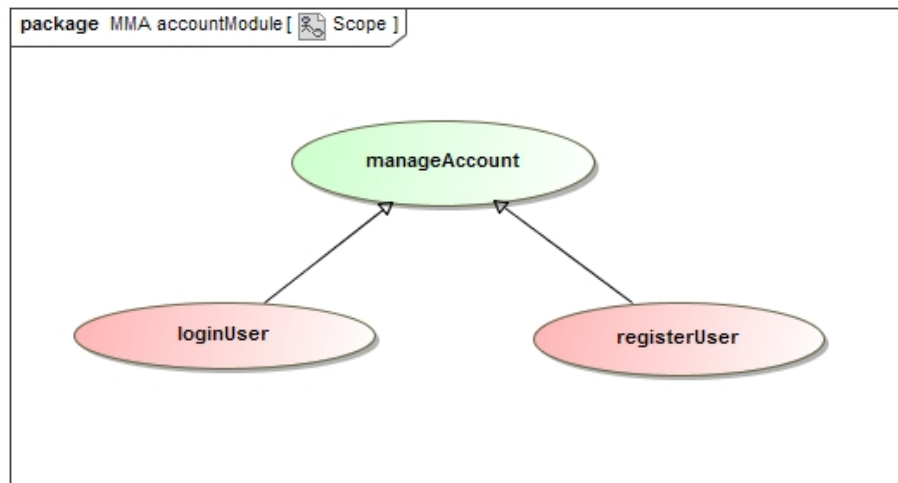 package MMA accountModule [ Scope ]
manageAccount
loginUser
registerUser